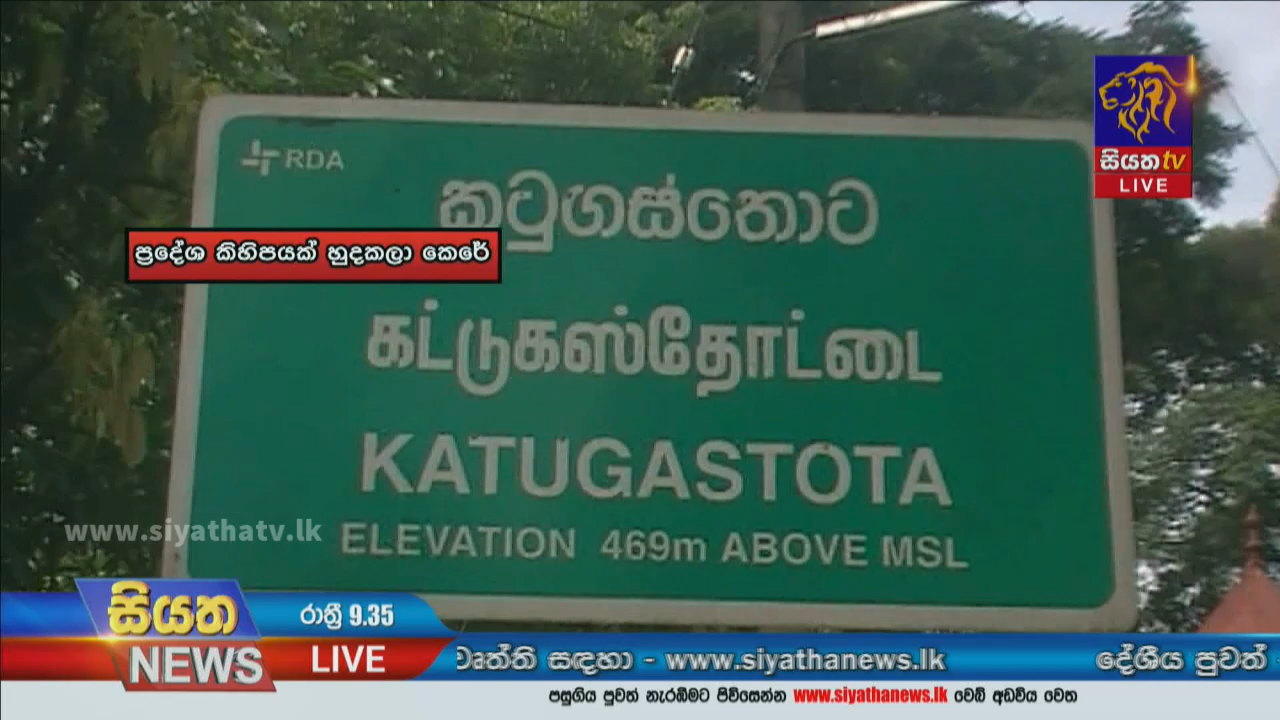 RDA
කටුගස්තොට
ප්‍රදේශ කිහිපයක් හුදකලා කෙරේ
கட்டுகஸ்தோட்டை
KATUGASTOTA
ELEVATION 469m ABOVE MSL
සියත tv
LIVE
www.siyathatv.lk
සියත
NEWS
රාත්‍රී 9.35
LIVE
වෘත්ති සඳහා - www.siyathanews.lk
දේශීය පුවත්
පසුගිය පුවත් නැරඹීමට පිවිසෙන්න www.siyathanews.lk වෙබ් අඩවිය වෙත